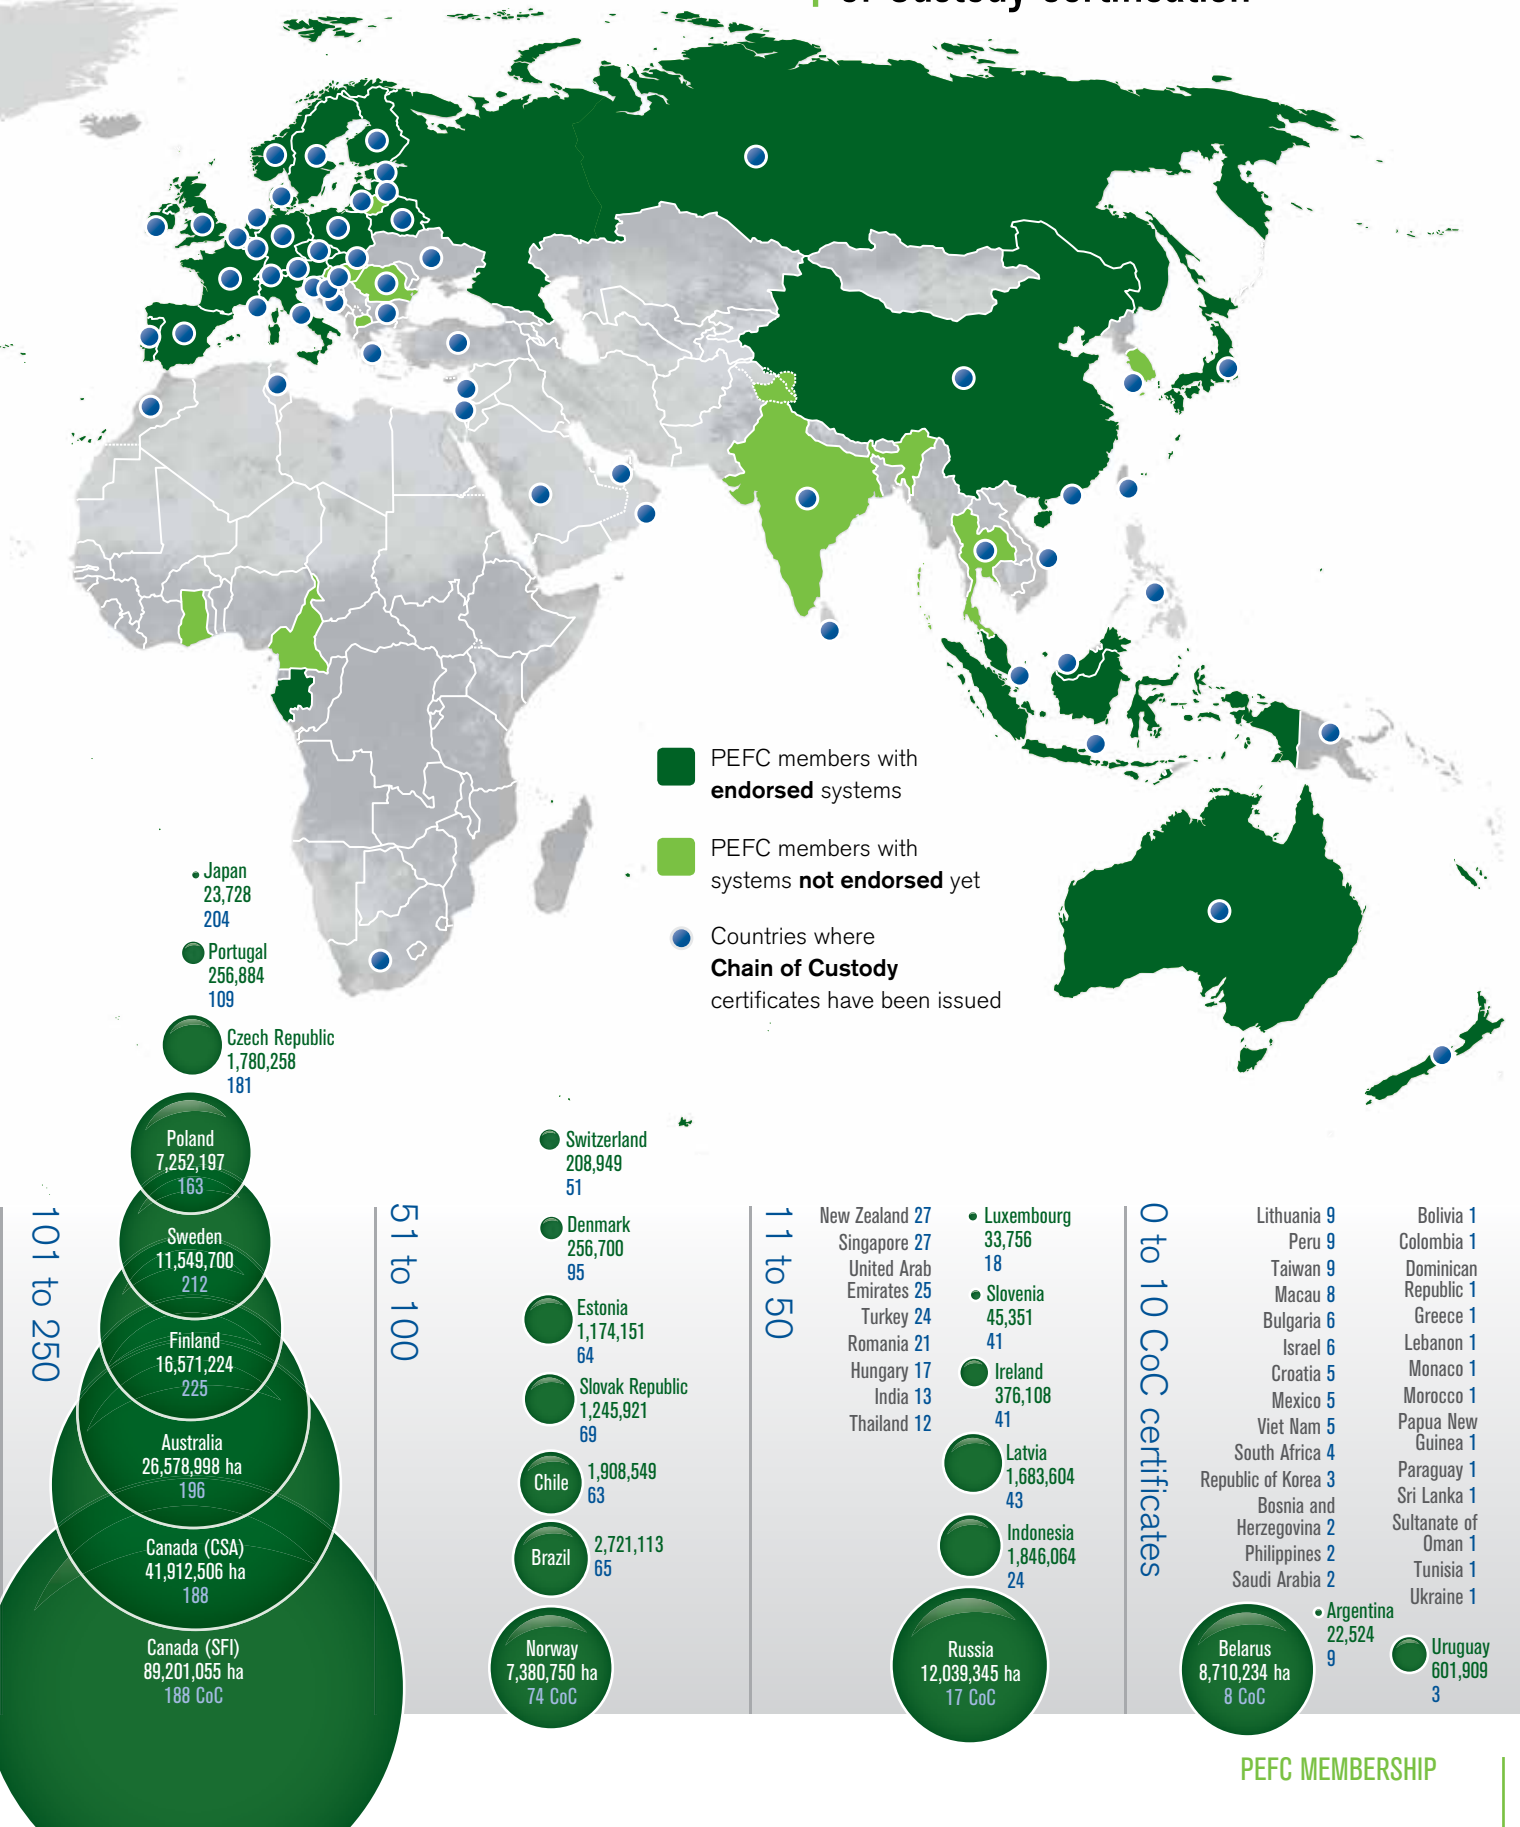 of Custody certification
PEFC members with
endorsed systems
PEFC members with
systems not endorsed yet
Countries where
Chain of Custody
certificates have been issued
101 to 250
Japan
23,728
204
Portugal
256,884
109
Czech Republic
1,780,258
181
Poland
7,252,197
163
Sweden
11,549,700
212
Finland
16,571,224
225
Australia
26,578,998 ha
196
Canada (CSA)
41,912,506 ha
188
Canada (SFI)
89,201,055 ha
188 CoC
51 to 100
Switzerland
208,949
51
Denmark
256,700
95
Estonia
1,174,151
64
Slovak Republic
1,245,921
69
Chile
1,908,549
63
Brazil
2,721,113
65
Norway
7,380,750 ha
74 CoC
11 to 50
New Zealand 27
Singapore 27
United Arab
Emirates 25
Turkey 24
Romania 21
Hungary 17
India 13
Thailand 12
Luxembourg
33,756
18
Slovenia
45,351
41
Ireland
376,108
41
Latvia
1,683,604
43
Indonesia
1,846,064
24
Russia
12,039,345 ha
17 CoC
0 to 10 CoC certificates
Lithuania 9
Peru 9
Taiwan 9
Macau 8
Bulgaria 6
Israel 6
Croatia 5
Mexico 5
Viet Nam 5
South Africa 4
Republic of Korea 3
Bosnia and
Herzegovina 2
Philippines 2
Saudi Arabia 2
Bolivia 1
Colombia 1
Dominican
Republic 1
Greece 1
Lebanon 1
Monaco 1
Morocco 1
Papua New
Guinea 1
Paraguay 1
Sri Lanka 1
Sultanate of
Oman 1
Tunisia 1
Ukraine 1
Belarus
8,710,234 ha
8 CoC
Argentina
22,524
9
Uruguay
601,909
3
PEFC MEMBERSHIP